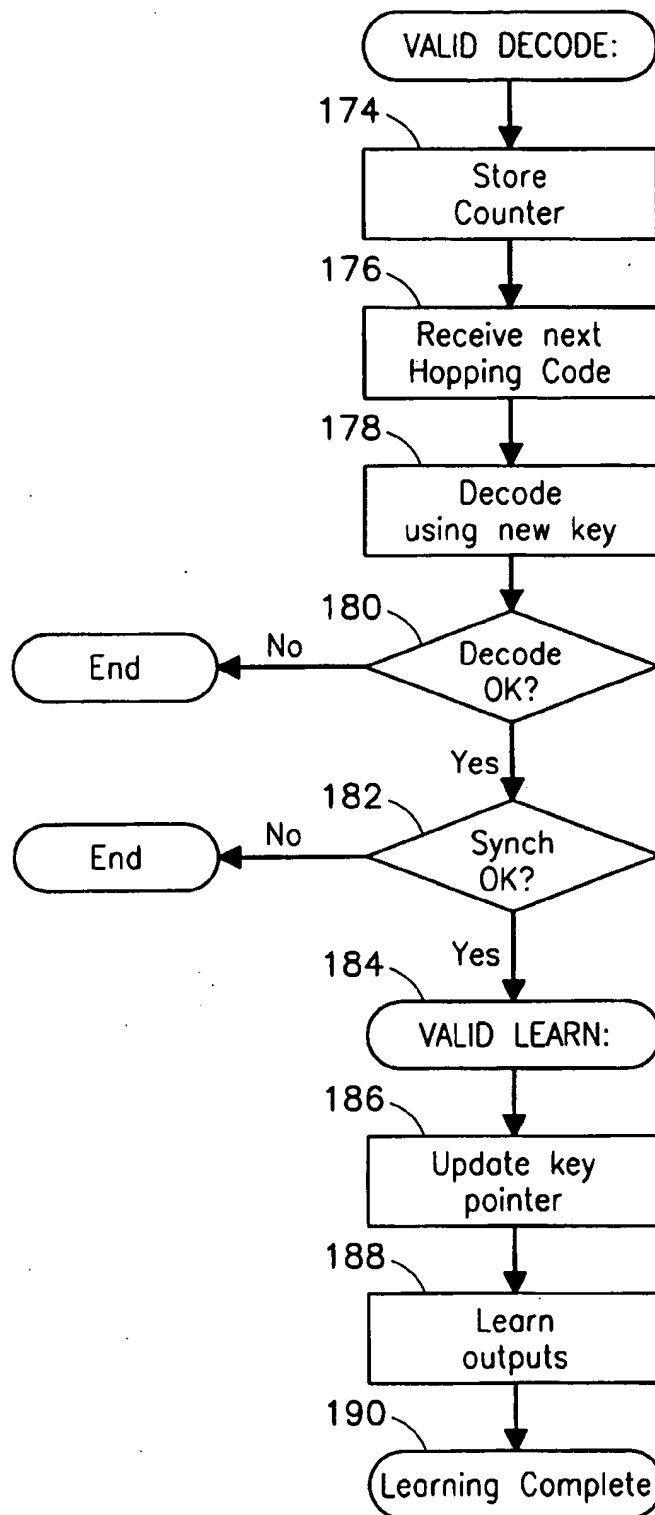 VALID DECODE:
174
Store
Counter
176
Receive next
Hopping Code
178
Decode
using new key
180
Decode
OK?
No
End
Yes
182
Synch
OK?
No
End
Yes
184
VALID LEARN:
186
Update key
pointer
188
Learn
outputs
190
Learning Complete